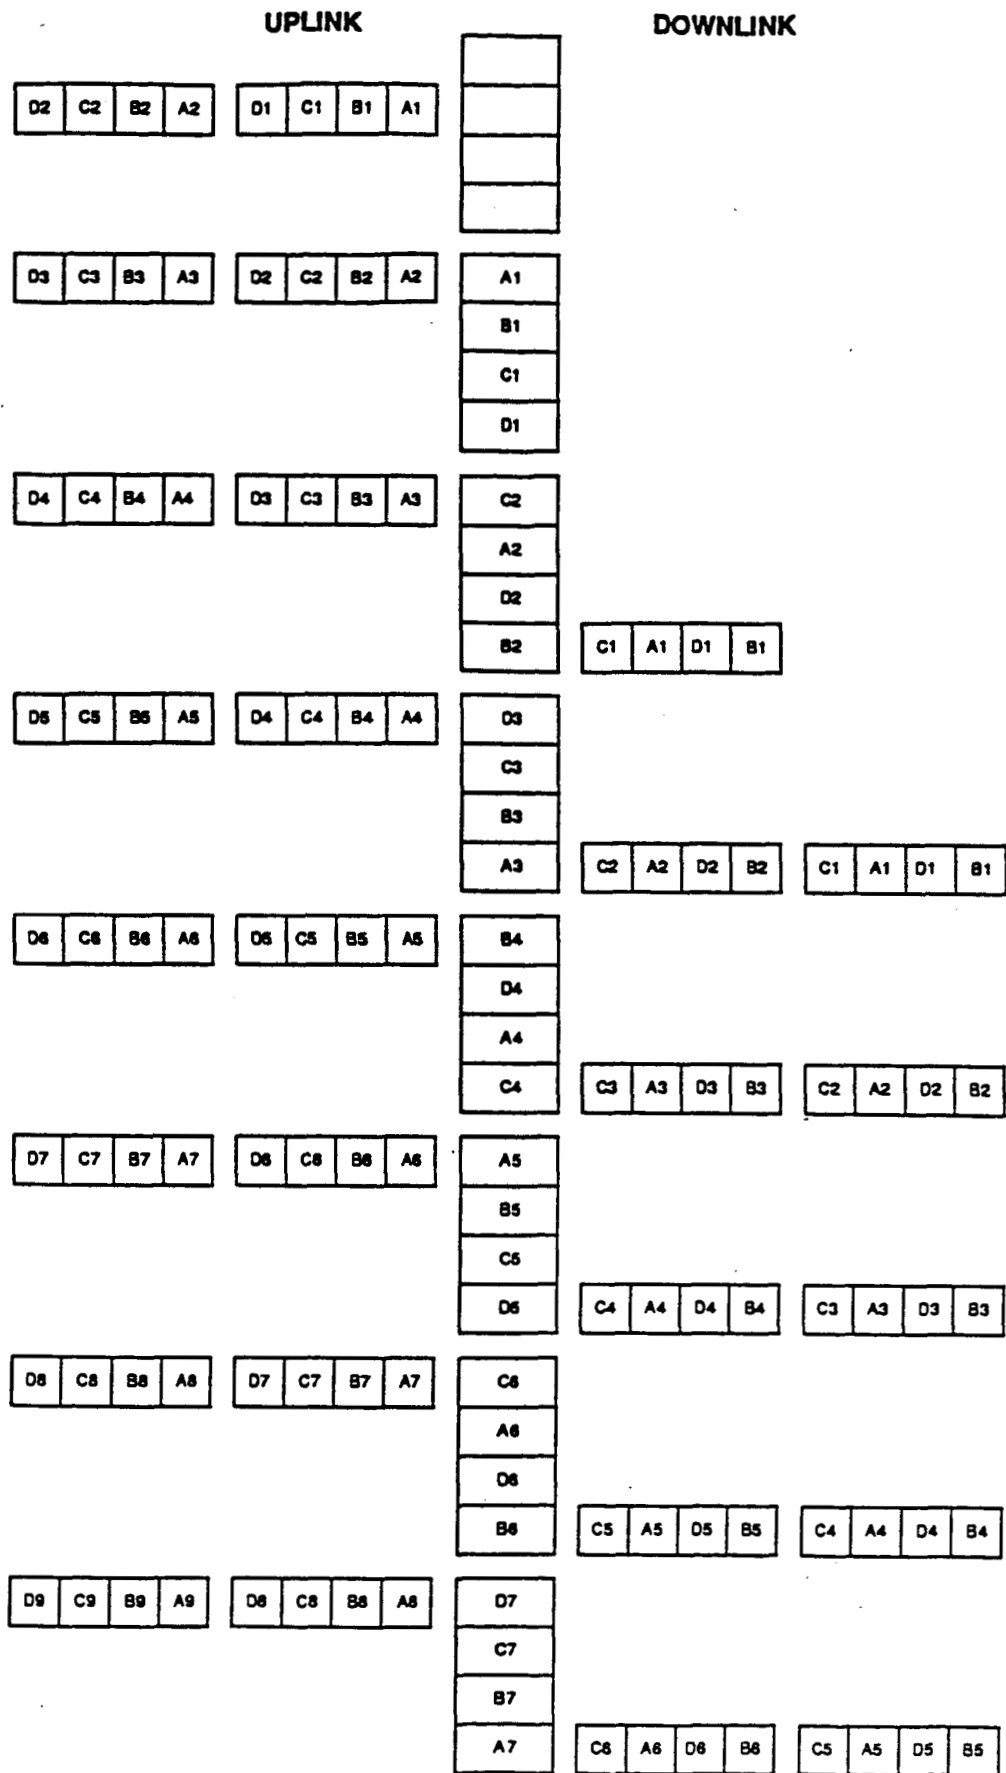 UPLINK DOWNLINK
D2 C2 B2 A2 D1 C1 B1 A1
D3 C3 B3 A3 D2 C2 B2 A2 A1
B1
C1
D1
D4 C4 B4 A4 D3 C3 B3 A3 C2
A2
D2
B2 C1 A1 D1 B1
D5 C5 B5 A5 D4 C4 B4 A4 D3
C3
B3
A3 C2 A2 D2 B2 C1 A1 D1 B1
D6 C6 B6 A6 D5 C5 B5 A5 B4
D4
A4
C4 C3 A3 D3 B3 C2 A2 D2 B2
D7 C7 B7 A7 D6 C6 B6 A6 A5
B5
C5
D5 C4 A4 D4 B4 C3 A3 D3 B3
D8 C8 B8 A8 D7 C7 B7 A7 C6
A6
D6
B6 C5 A5 D5 B5 C4 A4 D4 B4
D9 C9 B9 A9 D8 C8 B8 A8 D7
C7
B7
A7 C6 A6 D6 B6 C5 A5 D5 B5